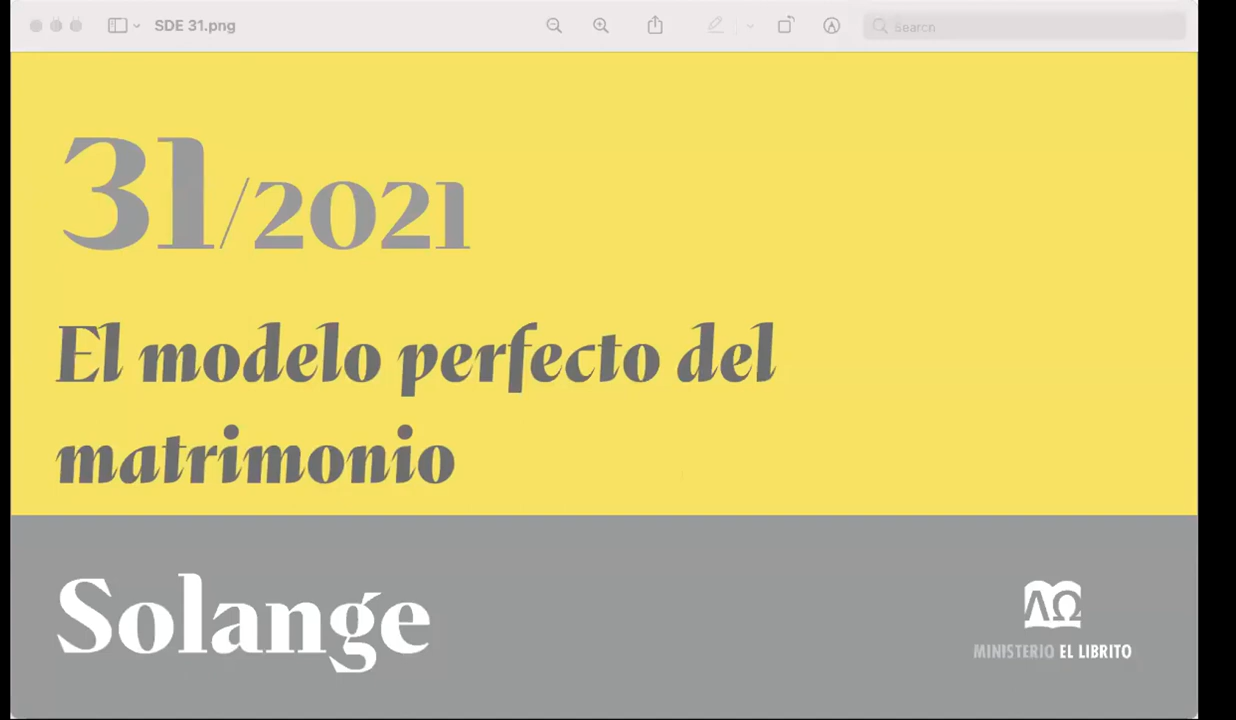 SDE 31.png
Search
31/2021
El modelo perfecto del
matrimonio
Solange
ΑΩ
MINISTERIO EL LIBRITO